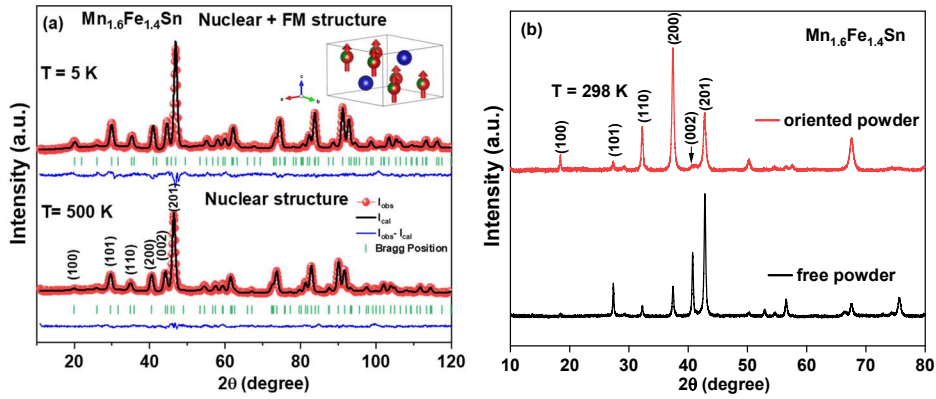 (a) Mn1.6Fe1.4Sn Nuclear + FM structure
T = 5 K
c
a
b
Nuclear structure
T= 500 K
(100)
(101)
(110)
(200)
(002)
(201)
Iobs
Ical
Iobs- Ical
Bragg Position
Intensity (a.u.)
20 40 60 80 100 120
2θ (degree)
(b)
Mn1.6Fe1.4Sn
T = 298 K
(100)
(101)
(110)
(200)
(002)
(201)
oriented powder
free powder
Intensity (a.u.)
10 20 30 40 50 60 70 80
2θ (degree)